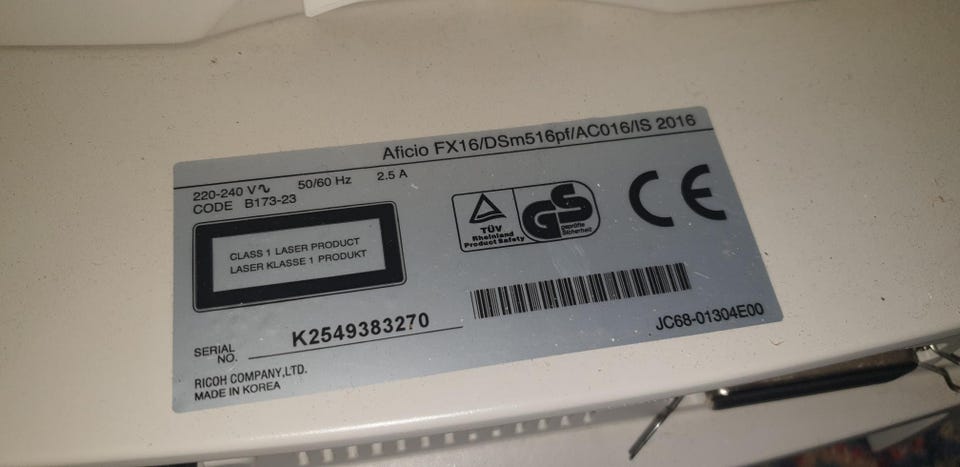 Aficio FX16/DSm516pf/AC016/IS 2016
220-240 V∿ 50/60 Hz 2.5 A
CODE B173-23
CLASS 1 LASER PRODUCT
LASER KLASSE 1 PRODUKT
TÜV
Rheinland
Product Safety
GS
geprüfte
Sicherheit
CE
SERIAL NO. K2549383270
JC68-01304E00
RICOH COMPANY,LTD.
MADE IN KOREA